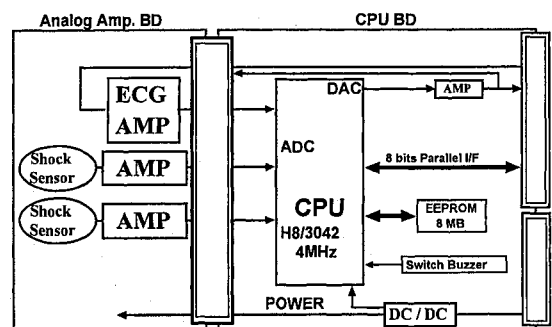 Analog Amp. BD
CPU BD
ECG
AMP
DAC
AMP
Shock
Sensor
AMP
ADC
8 bits Parallel I/F
Shock
Sensor
AMP
CPU
H8/3042
4MHz
EEPROM
8 MB
Switch Buzzer
POWER
DC / DC